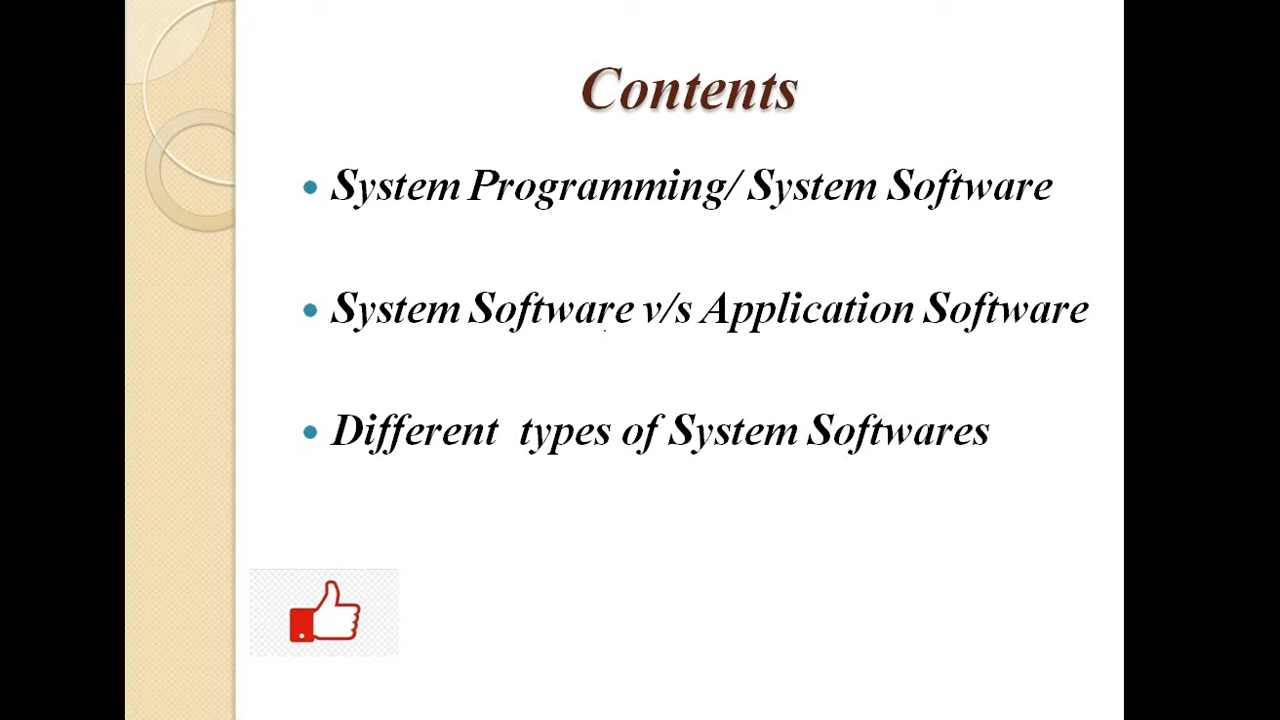 Contents
System Programming/ System Software
System Software v/s Application Software
Different types of System Softwares